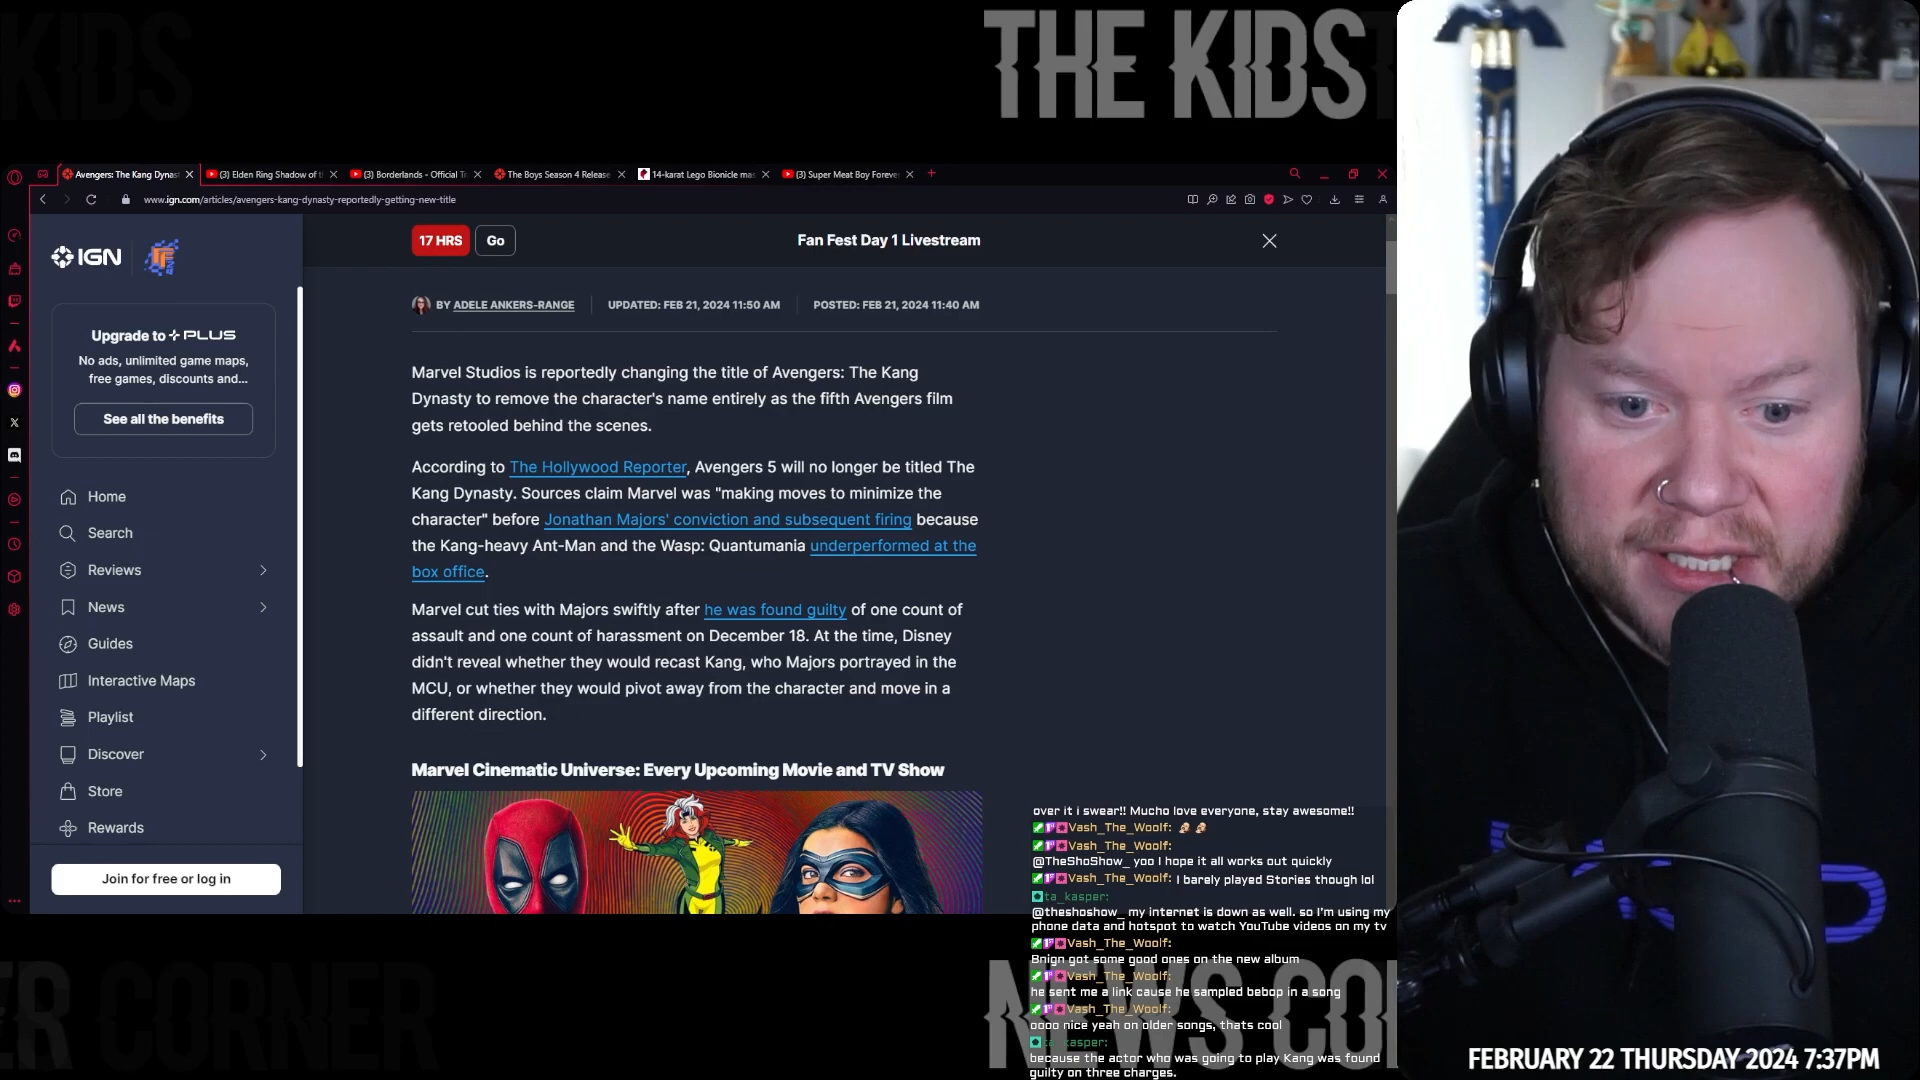 KIDS
THE KIDS
Avengers: The Kang Dynast
(3) Elden Ring Shadow of t
(3) Borderlands - Official T
The Boys Season 4 Release
14-karat Lego Bionicle ma
(3) Super Meat Boy Foreve
www.ign.com/articles/avengers-kang-dynasty-reportedly-getting-new-title
IGN
17 HRS
Go
Fan Fest Day 1 Livestream
Upgrade to PLUS
No ads, unlimited game maps,
free games, discounts and...
See all the benefits
Home
Search
Reviews
News
Guides
Interactive Maps
Playlist
Discover
Store
Rewards
Join for free or log in
BY ADELE ANKERS-RANGE
UPDATED: FEB 21, 2024 11:50 AM
POSTED: FEB 21, 2024 11:40 AM
Marvel Studios is reportedly changing the title of Avengers: The Kang
Dynasty to remove the character's name entirely as the fifth Avengers film
gets retooled behind the scenes.
According to The Hollywood Reporter, Avengers 5 will no longer be titled The
Kang Dynasty. Sources claim Marvel was "making moves to minimize the
character" before Jonathan Majors' conviction and subsequent firing because
the Kang-heavy Ant-Man and the Wasp: Quantumania underperformed at the
box office.
Marvel cut ties with Majors swiftly after he was found guilty of one count of
assault and one count of harassment on December 18. At the time, Disney
didn't reveal whether they would recast Kang, who Majors portrayed in the
MCU, or whether they would pivot away from the character and move in a
different direction.
Marvel Cinematic Universe: Every Upcoming Movie and TV Show
over it i swear!! Mucho love everyone, stay awesome!!
Vash_The_Woolf:
Vash_The_Woolf:
@TheShoShow_ yoo I hope it all works out quickly
Vash_The_Woolf: I barely played Stories though lol
ta_kasper:
@theshoshow_ my internet is down as well. so I'm using my
phone data and hotspot to watch YouTube videos on my tv
Vash_The_Woolf:
Bnign got some good ones on the new album
Vash_The_Woolf:
he sent me a link cause he sampled bebop in a song
Vash_The_Woolf:
oooo nice yeah on older songs, thats cool
ta_kasper:
because the actor who was going to play Kang was found
guilty on three charges.
ER CORNER
NEWS CO
FEBRUARY 22 THURSDAY 2024 7:37PM